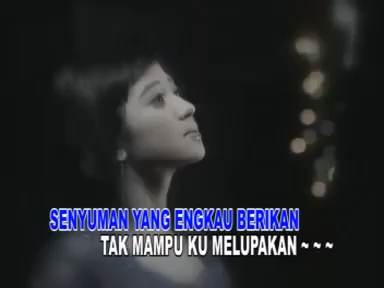 SENYUMAN YANG ENGKAU BERIKAN
TAK MAMPU KU MELUPAKAN ~ ~ ~